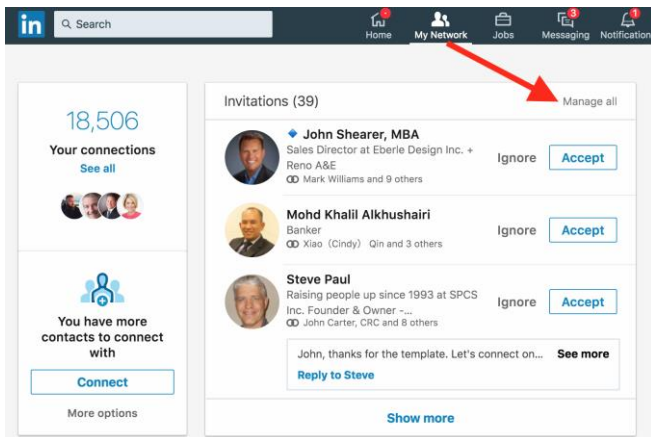 in
Search
Home
My Network
Jobs
3
Messaging
1
Notification
18,506
Your connections
See all
You have more
contacts to connect
with
Connect
More options
Invitations (39)
Manage all
John Shearer, MBA
Sales Director at Eberle Design Inc. +
Reno A&E
Mark Williams and 9 others
Ignore
Accept
Mohd Khalil Alkhushairi
Banker
Xiao (Cindy) Qin and 3 others
Ignore
Accept
Steve Paul
Raising people up since 1993 at SPCS
Inc. Founder & Owner -...
John Carter, CRC and 8 others
Ignore
Accept
John, thanks for the template. Let's connect on... See more
Reply to Steve
Show more